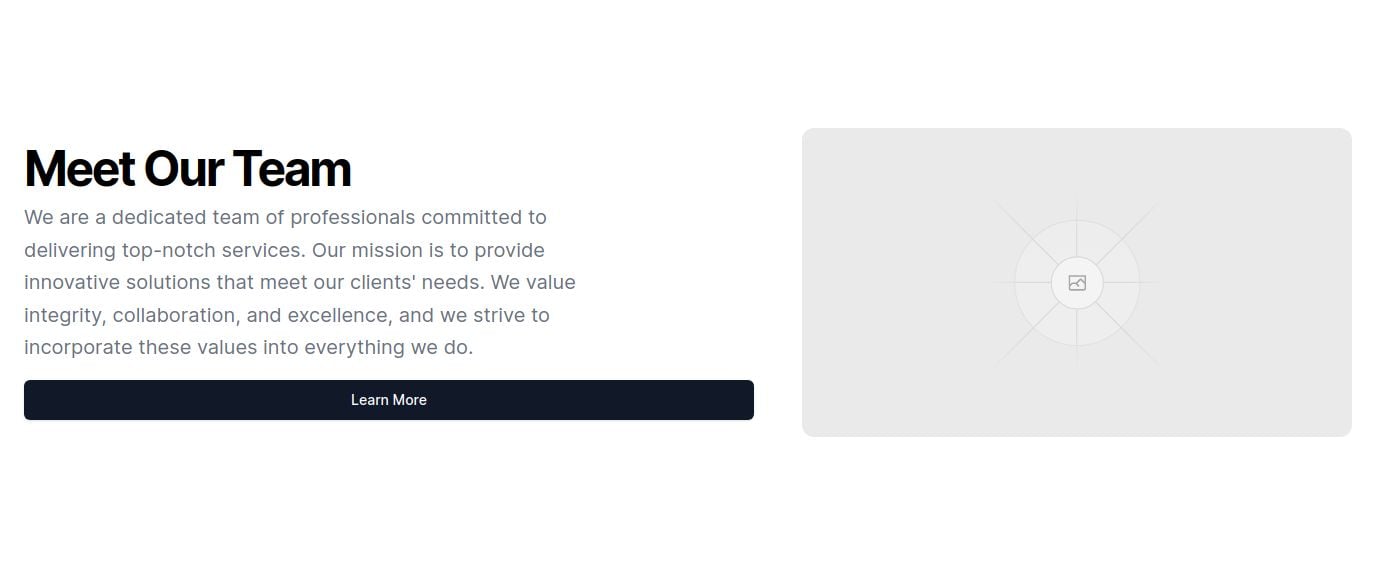 Meet Our Team
We are a dedicated team of professionals committed to
delivering top-notch services. Our mission is to provide
innovative solutions that meet our clients' needs. We value
integrity, collaboration, and excellence, and we strive to
incorporate these values into everything we do.
Learn More